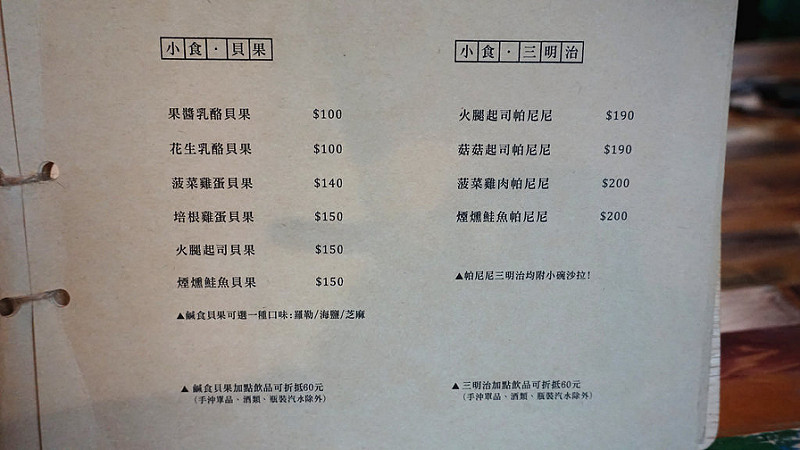 小食·貝果
果醬乳酪貝果 $100
花生乳酪貝果 $100
菠菜雞蛋貝果 $140
培根雞蛋貝果 $150
火腿起司貝果 $150
煙燻鮭魚貝果 $150
▲鹹食貝果可選一種口味:羅勒/海鹽/芝麻
▲ 鹹食貝果加點飲品可折抵60元
(手沖單品、酒類、瓶裝汽水除外)
小食·三明治
火腿起司帕尼尼 $190
菇菇起司帕尼尼 $190
菠菜雞肉帕尼尼 $200
煙燻鮭魚帕尼尼 $200
▲帕尼尼三明治均附小碗沙拉!
▲ 三明治加點飲品可折抵60元
(手沖單品、酒類、瓶裝汽水除外)